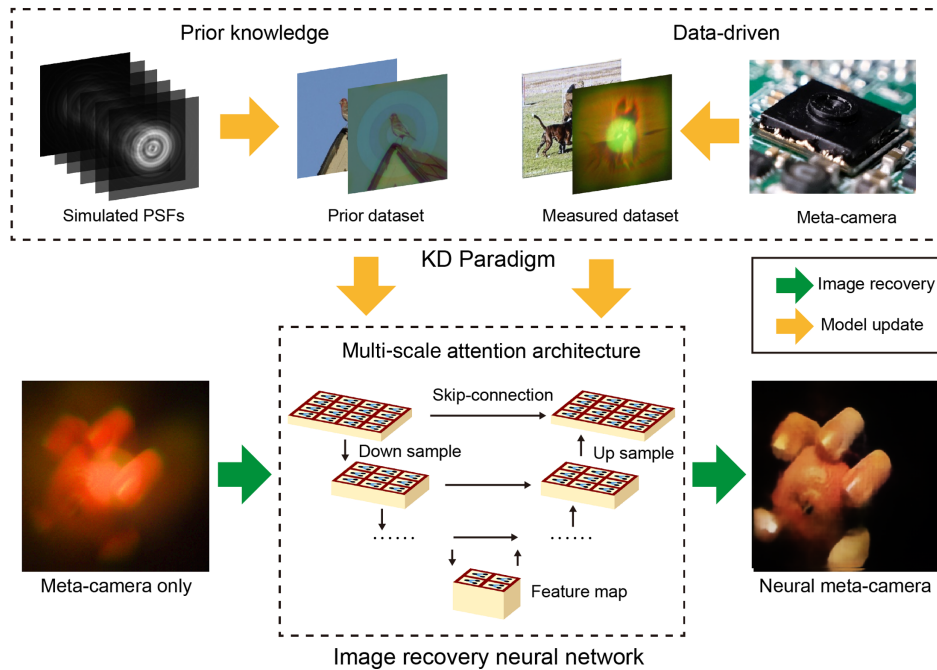 Prior knowledge
Data-driven
Simulated PSFs
Prior dataset
Measured dataset
Meta-camera
KD Paradigm
Image recovery
Model update
Multi-scale attention architecture
Skip-connection
Down sample
Up sample
......
......
Feature map
Meta-camera only
Neural meta-camera
Image recovery neural network